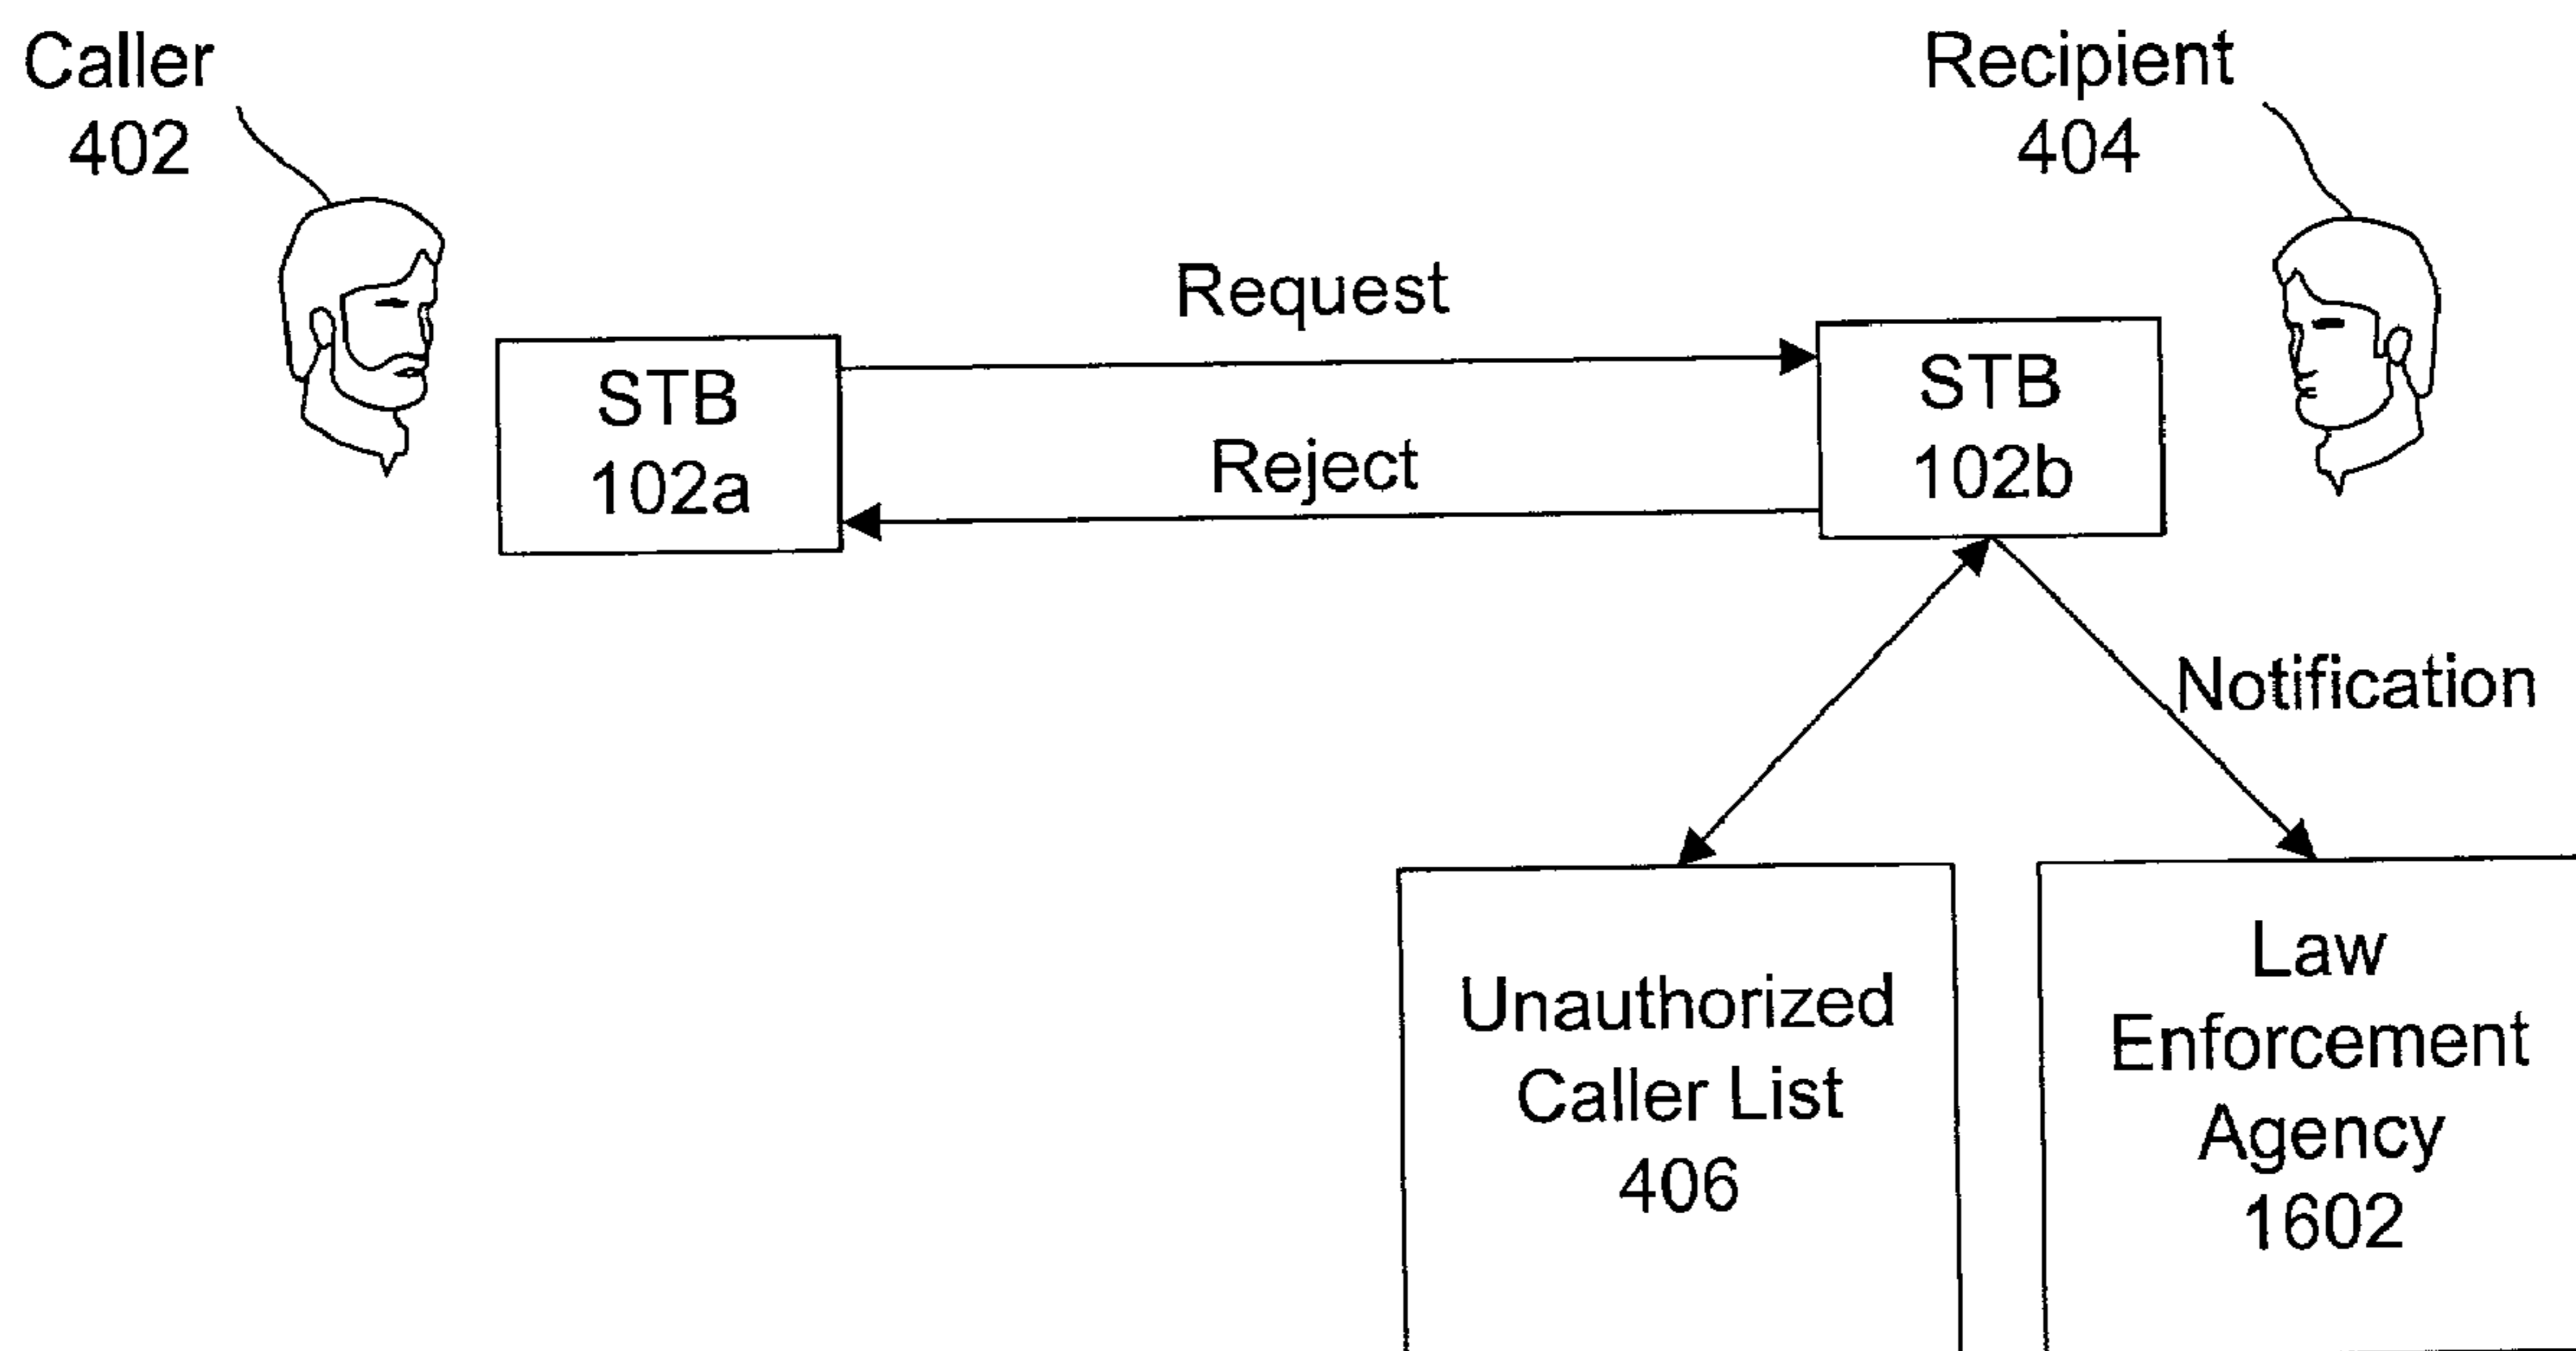 Caller
402
Recipient
404
Request
STB
102a
STB
102b
Reject
Notification
Unauthorized
Caller List
406
Law
Enforcement
Agency
1602